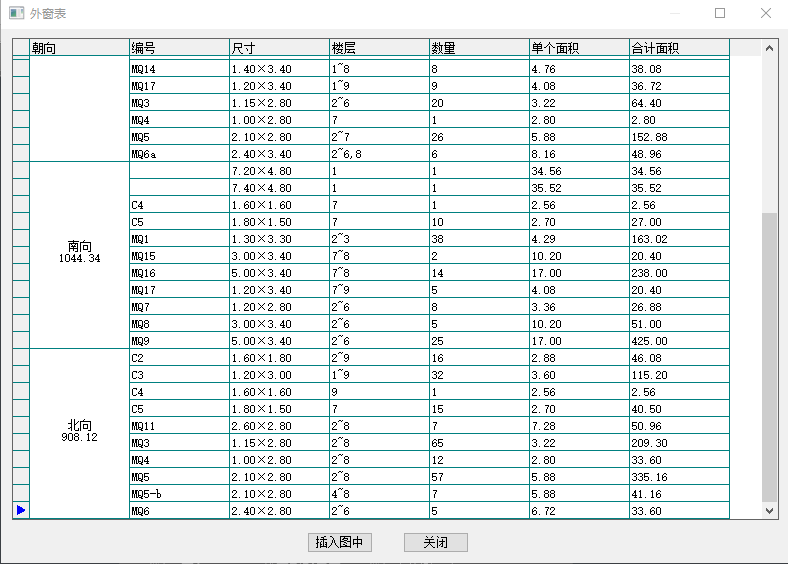 外窗表
朝向 编号 尺寸 楼层 数量 单个面积 合计面积
MQ14 1.40×3.40 1~8 8 4.76 38.08
MQ17 1.20×3.40 1~9 9 4.08 36.72
MQ3 1.15×2.80 2~6 20 3.22 64.40
MQ4 1.00×2.80 7 1 2.80 2.80
MQ5 2.10×2.80 2~7 26 5.88 152.88
MQ6a 2.40×3.40 2~6,8 6 8.16 48.96
7.20×4.80 1 1 34.56 34.56
7.40×4.80 1 1 35.52 35.52
C4 1.60×1.60 7 1 2.56 2.56
C5 1.80×1.50 7 10 2.70 27.00
南向 MQ1 1.30×3.30 2~3 38 4.29 163.02
1044.34 MQ15 3.00×3.40 7~8 2 10.20 20.40
MQ16 5.00×3.40 7~8 14 17.00 238.00
MQ17 1.20×3.40 7~9 5 4.08 20.40
MQ7 1.20×2.80 2~6 8 3.36 26.88
MQ8 3.00×3.40 2~6 5 10.20 51.00
MQ9 5.00×3.40 2~6 25 17.00 425.00
C2 1.60×1.80 2~9 16 2.88 46.08
C3 1.20×3.00 1~9 32 3.60 115.20
C4 1.60×1.60 9 1 2.56 2.56
C5 1.80×1.50 7 15 2.70 40.50
北向 MQ11 2.60×2.80 2~8 7 7.28 50.96
908.12 MQ3 1.15×2.80 2~8 65 3.22 209.30
MQ4 1.00×2.80 2~8 12 2.80 33.60
MQ5 2.10×2.80 2~8 57 5.88 335.16
MQ5-b 2.10×2.80 4~8 7 5.88 41.16
MQ6 2.40×2.80 2~6 5 6.72 33.60
插入图中 关闭